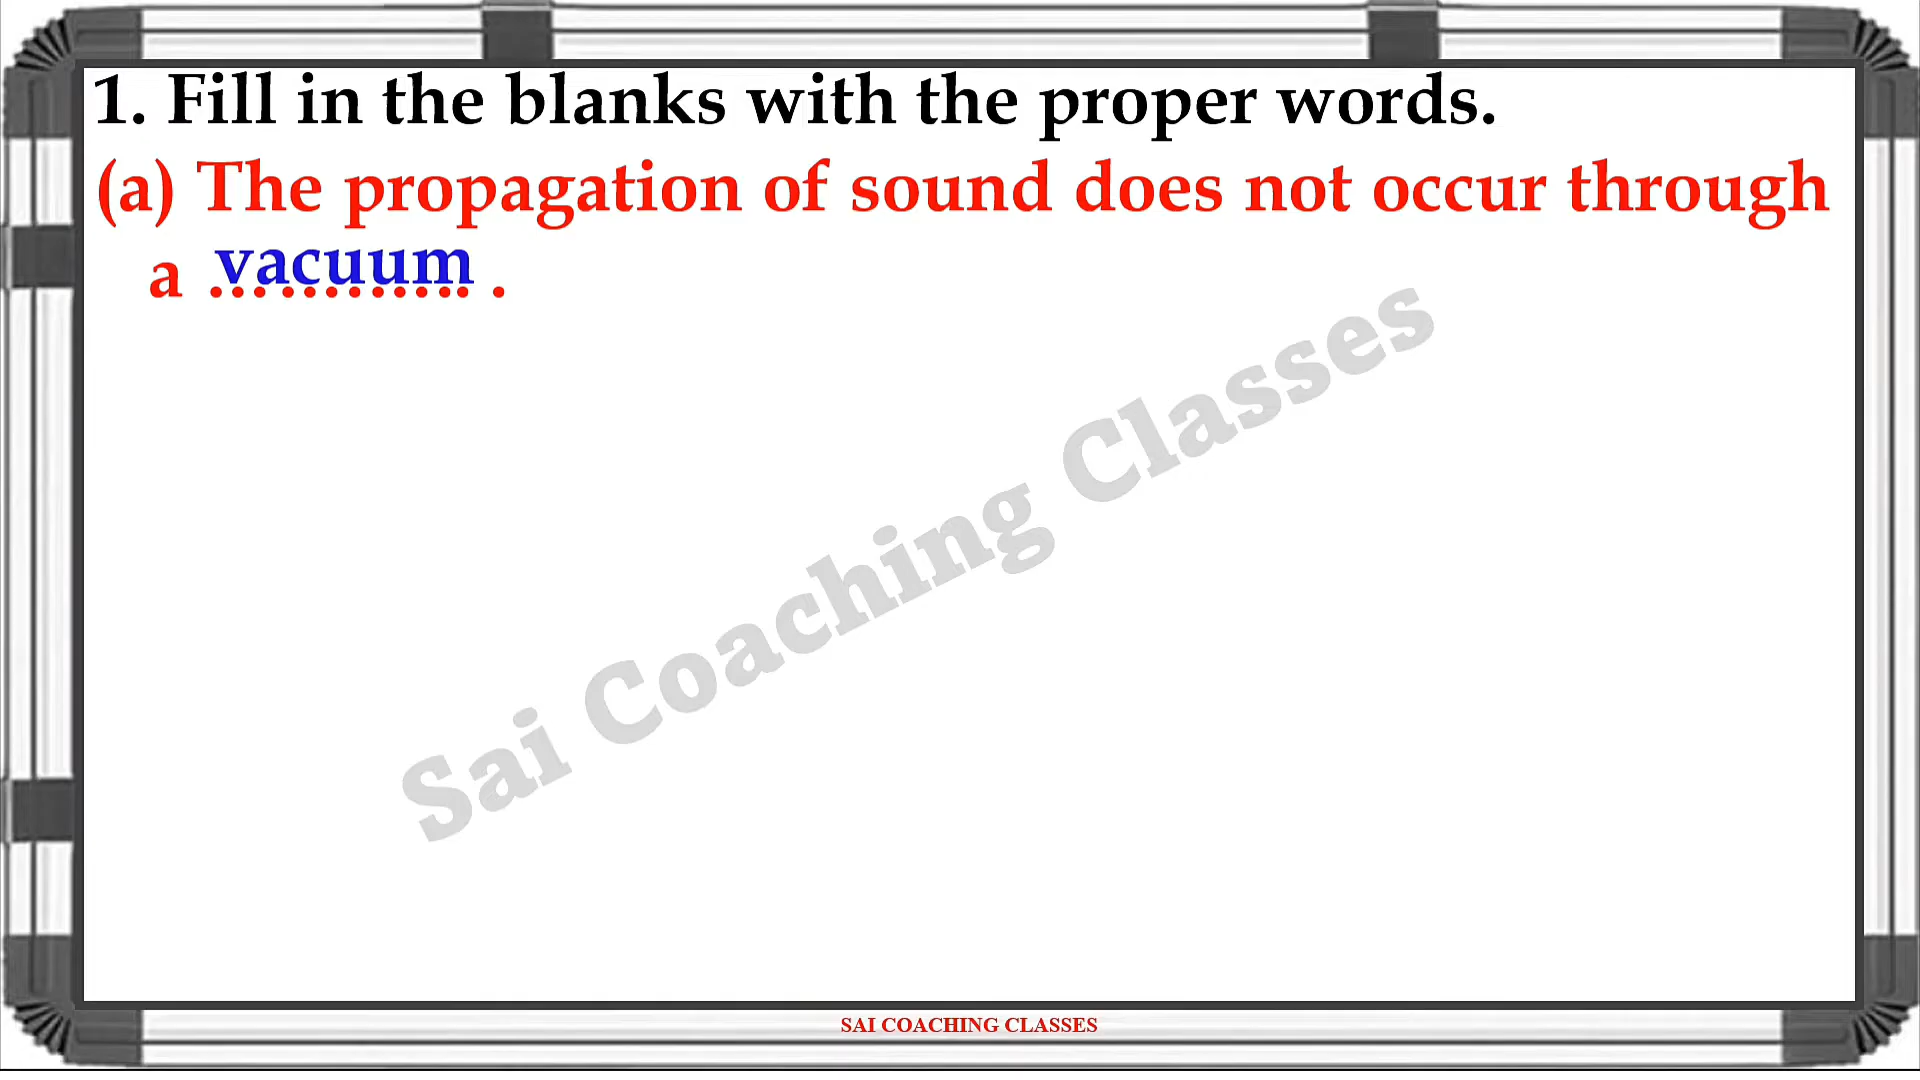 1. Fill in the blanks with the proper words.
(a) The propagation of sound does not occur through
a vacuum ............ .
Sai Coaching Classes
SAI COACHING CLASSES